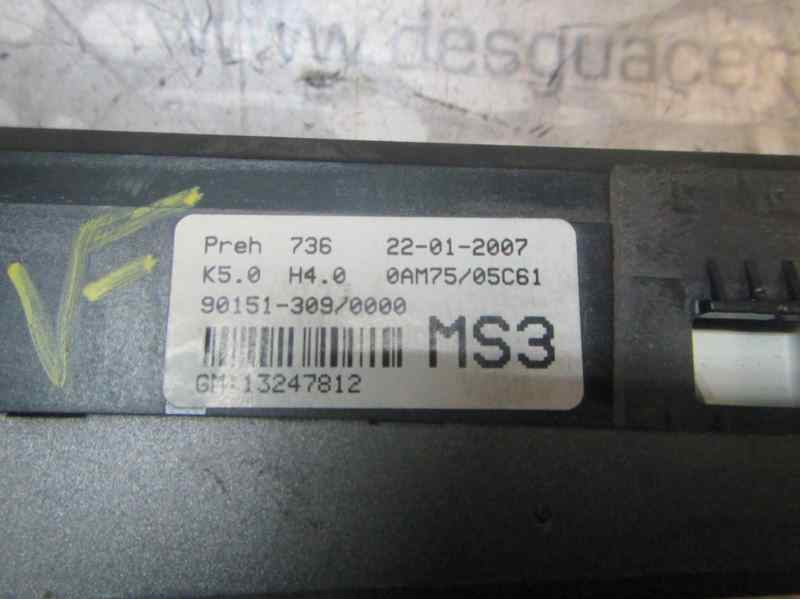 www.desguacen
VF
Preh 736 22-01-2007
K5.0 H4.0 0AM75/05C61
90151-309/0000
MS3
GM:13247812